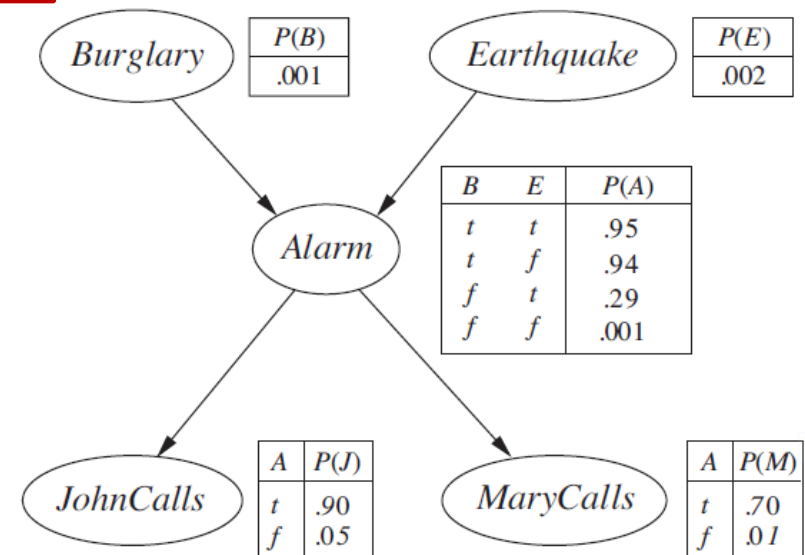 Burglary
P(B)
.001
Earthquake
P(E)
.002
Alarm
B E P(A)
t t .95
t f .94
f t .29
f f .001
JohnCalls
A P(J)
t .90
f .05
MaryCalls
A P(M)
t .70
f .01